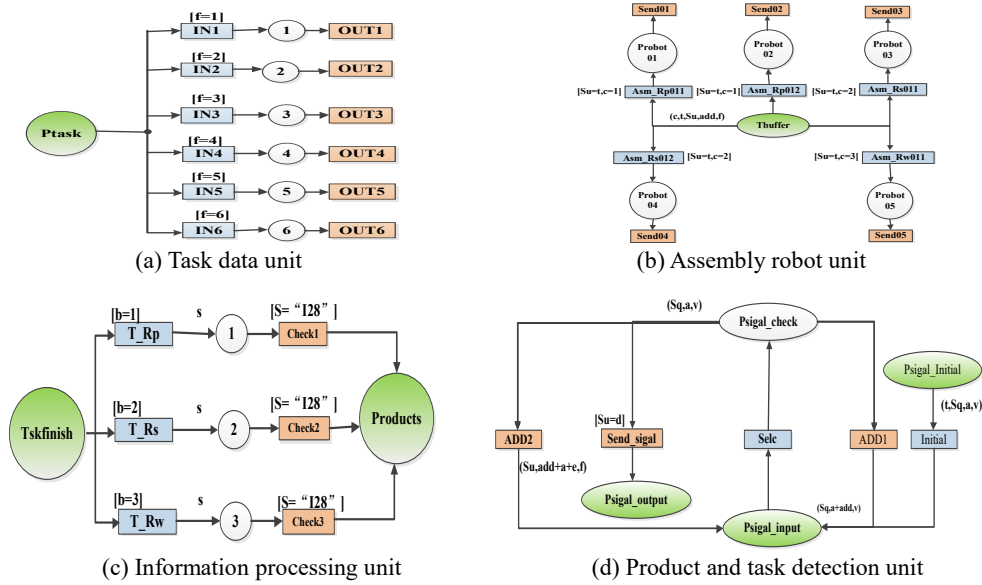 [f=1]
IN1
1
OUT1
[f=2]
IN2
2
OUT2
[f=3]
IN3
3
OUT3
Ptask
[f=4]
IN4
4
OUT4
[f=5]
IN5
5
OUT5
[f=6]
IN6
6
OUT6
(a) Task data unit
Send01
Send02
Send03
Probot
01
Probot
02
Probot
03
[Su=t,c=1]
Asm_Rp011
[Su=t,c=1]
Asm_Rp012
[Su=t,c=2]
Asm_Rs011
(c,t,Su,add,f)
Tbuffer
Asm_Rs012
[Su=t,c=2]
[Su=t,c=3]
Asm_Rw011
Probot
04
Probot
05
Send04
Send05
(b) Assembly robot unit
[b=1]
T_Rp
s
1
[S=“I28”]
Check1
Tskfinish
[b=2]
T_Rs
s
2
[S=“I28”]
Check2
Products
[b=3]
T_Rw
s
3
[S=“I28”]
Check3
(c) Information processing unit
(Sq,a,v)
Psigal_check
Psigal_Initial
(t,Sq,a,v)
[Su=d]
ADD2
Send_sigal
Selc
ADD1
Initial
(Su,add+a+e,f)
Psigal_output
Psigal_input
(Sq,a+add,v)
(d) Product and task detection unit